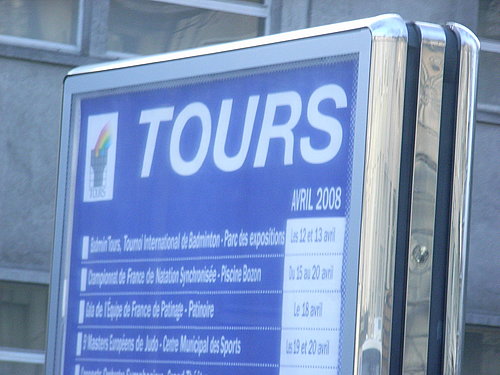 TOURS
TOURS
AVRIL 2008
Badmin Tours, Tournoi International de Badminton - Parc des expositions Les 12 et 13 avril
Championnat de France de Natation Synchronisée - Piscine Bozon Du 15 au 20 avril
Gala de l'Equipe de France de Patinage - Patinoire Le 18 avril
Masters Européens de Judo - Centre Municipal des Sports Les 19 et 20 avril